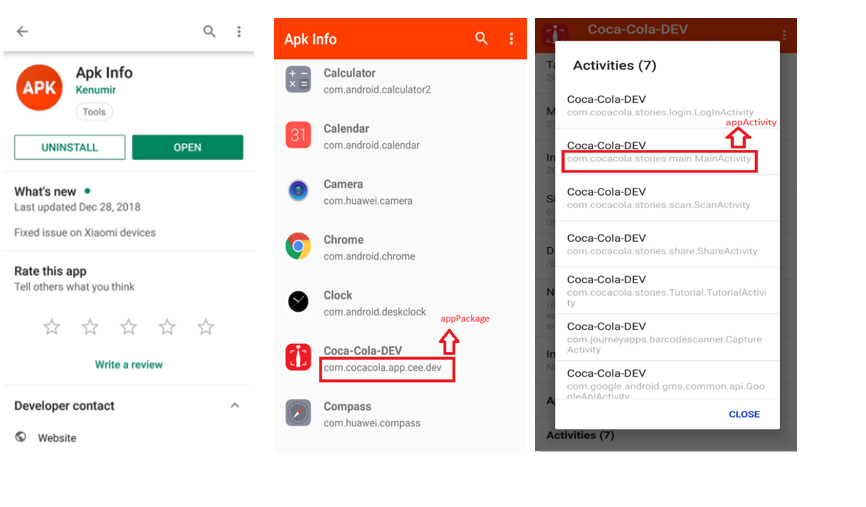 Apk Info
APK
Kenumir
Tools
UNINSTALL
OPEN
What's new
Last updated Dec 28, 2018
Fixed issue on Xiaomi devices
Rate this app
Tell others what you think
Write a review
Developer contact
Website
Apk Info
Calculator
com.android.calculator2
31
Calendar
com.android.calendar
Camera
com.huawei.camera
Chrome
com.android.chrome
Clock
com.android.deskclock
appPackage
Coca-Cola-DEV
com.cocacola.app.cee.dev
Compass
com.huawei.compass
Coca-Cola-DEV
Activities (7)
Coca-Cola-DEV
com.cocacola.stories.login.LogInActivity
appActivity
Coca-Cola-DEV
com.cocacola.stories.main.MainActivity
Coca-Cola-DEV
com.cocacola.stories.scan.ScanActivity
Coca-Cola-DEV
com.cocacola.stories.share.ShareActivity
Coca-Cola-DEV
com.cocacola.stories.Tutorial.TutorialActivi
ty
Coca-Cola-DEV
com.journeyapps.barcodescanner.Capture
Activity
Coca-Cola-DEV
com.google.android.gms.common.api.Goo
gleApiActivity
CLOSE
Activities (7)